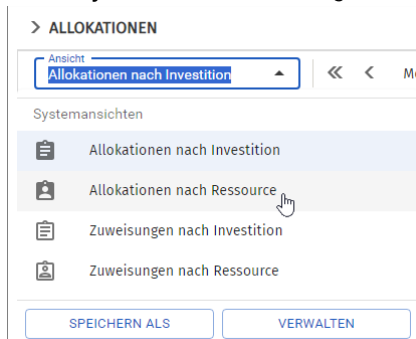 > ALLOKATIONEN
Ansicht
Allokationen nach Investition
Systemansichten
Allokationen nach Investition
Allokationen nach Ressource
Zuweisungen nach Investition
Zuweisungen nach Ressource
SPEICHERN ALS VERWALTEN